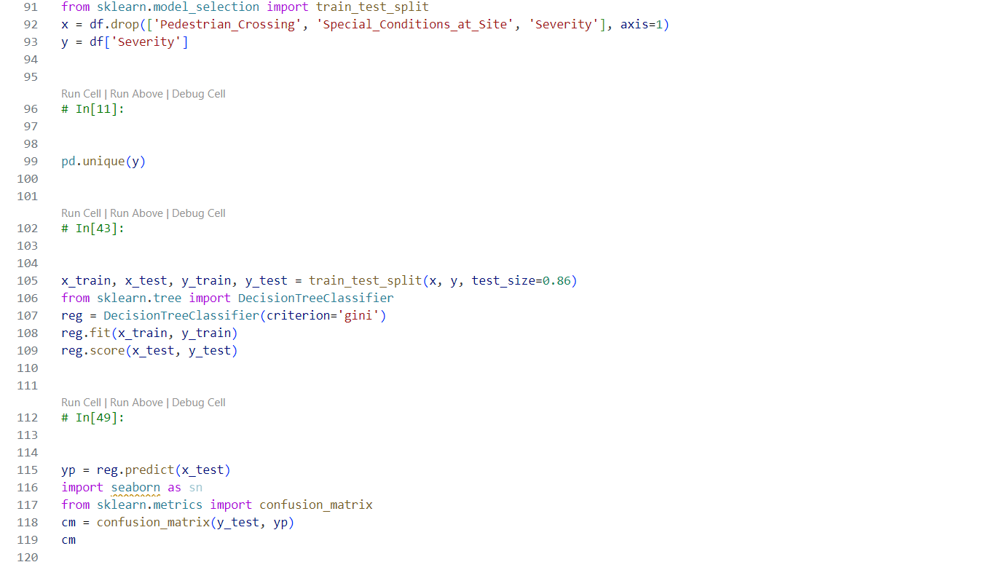 91 from sklearn.model_selection import train_test_split
92 x = df.drop(['Pedestrian_Crossing', 'Special_Conditions_at_Site', 'Severity'], axis=1)
93 y = df['Severity']
94
95
Run Cell | Run Above | Debug Cell
96 # In[11]:
97
98
99 pd.unique(y)
100
101
Run Cell | Run Above | Debug Cell
102 # In[43]:
103
104
105 x_train, x_test, y_train, y_test = train_test_split(x, y, test_size=0.86)
106 from sklearn.tree import DecisionTreeClassifier
107 reg = DecisionTreeClassifier(criterion='gini')
108 reg.fit(x_train, y_train)
109 reg.score(x_test, y_test)
110
111
Run Cell | Run Above | Debug Cell
112 # In[49]:
113
114
115 yp = reg.predict(x_test)
116 import seaborn as sn
117 from sklearn.metrics import confusion_matrix
118 cm = confusion_matrix(y_test, yp)
119 cm
120